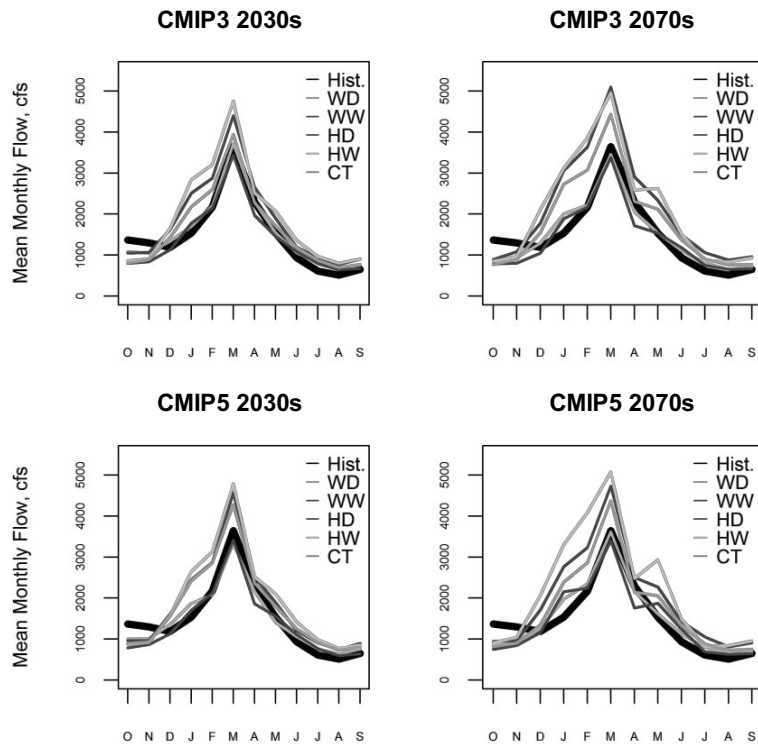 CMIP3 2030s
Mean Monthly Flow, cfs
5000
4000
3000
2000
1000
0
Hist.
WD
WW
HD
HW
CT
O N D J F M A M J J A S
CMIP3 2070s
5000
4000
3000
2000
1000
0
Hist.
WD
WW
HD
HW
CT
O N D J F M A M J J A S
CMIP5 2030s
Mean Monthly Flow, cfs
5000
4000
3000
2000
1000
0
Hist.
WD
WW
HD
HW
CT
O N D J F M A M J J A S
CMIP5 2070s
5000
4000
3000
2000
1000
0
Hist.
WD
WW
HD
HW
CT
O N D J F M A M J J A S